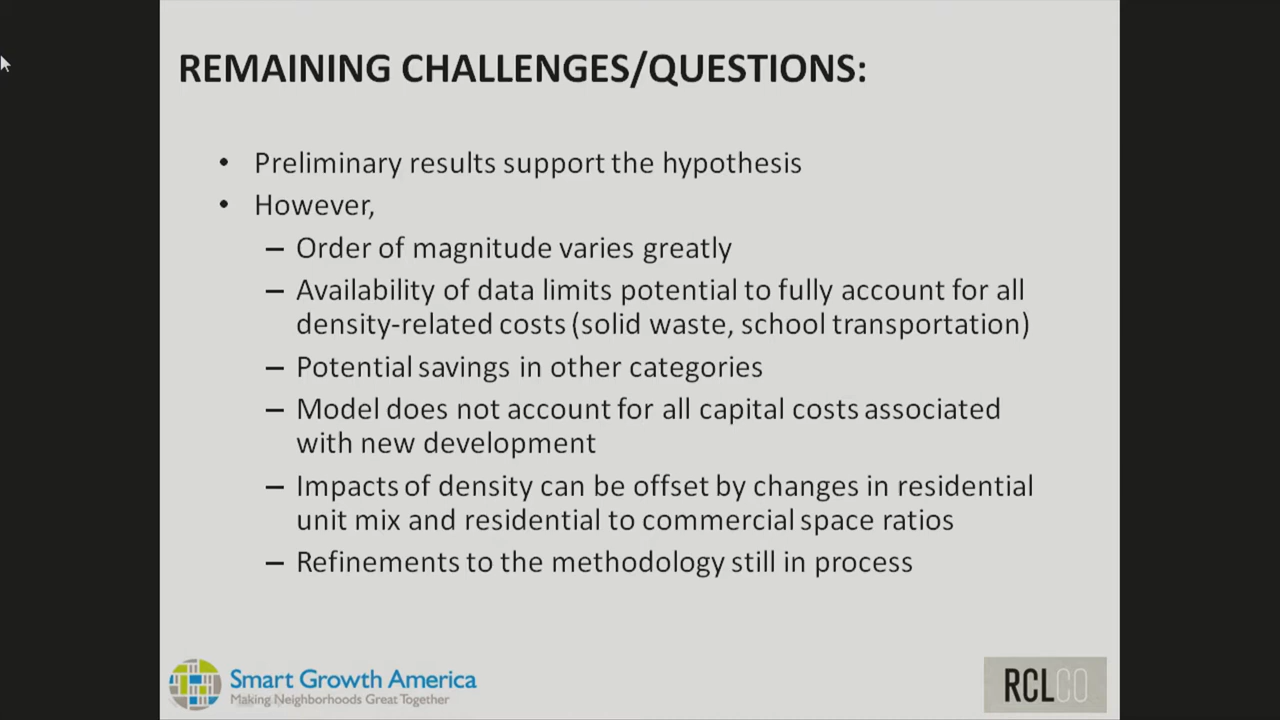 REMAINING CHALLENGES/QUESTIONS:
• Preliminary results support the hypothesis
• However,
– Order of magnitude varies greatly
– Availability of data limits potential to fully account for all
density-related costs (solid waste, school transportation)
– Potential savings in other categories
– Model does not account for all capital costs associated
with new development
– Impacts of density can be offset by changes in residential
unit mix and residential to commercial space ratios
– Refinements to the methodology still in process
Smart Growth America
Making Neighborhoods Great Together
RCLCO